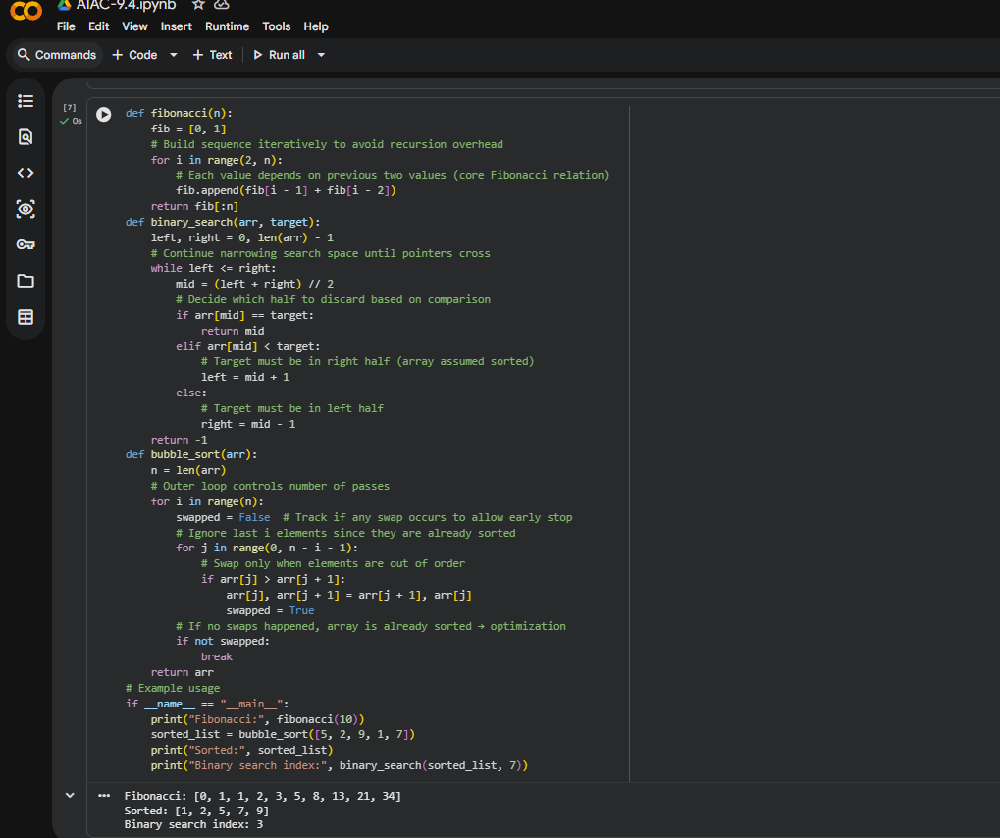 AIAC-9.4.ipynb
File Edit View Insert Runtime Tools Help
Commands + Code + Text Run all
[7]
0s
def fibonacci(n):
    fib = [0, 1]
    # Build sequence iteratively to avoid recursion overhead
    for i in range(2, n):
        # Each value depends on previous two values (core Fibonacci relation)
        fib.append(fib[i - 1] + fib[i - 2])
    return fib[:n]
def binary_search(arr, target):
    left, right = 0, len(arr) - 1
    # Continue narrowing search space until pointers cross
    while left <= right:
        mid = (left + right) // 2
        # Decide which half to discard based on comparison
        if arr[mid] == target:
            return mid
        elif arr[mid] < target:
            # Target must be in right half (array assumed sorted)
            left = mid + 1
        else:
            # Target must be in left half
            right = mid - 1
    return -1
def bubble_sort(arr):
    n = len(arr)
    # Outer loop controls number of passes
    for i in range(n):
        swapped = False  # Track if any swap occurs to allow early stop
        # Ignore last i elements since they are already sorted
        for j in range(0, n - i - 1):
            # Swap only when elements are out of order
            if arr[j] > arr[j + 1]:
                arr[j], arr[j + 1] = arr[j + 1], arr[j]
                swapped = True
        # If no swaps happened, array is already sorted → optimization
        if not swapped:
            break
    return arr
# Example usage
if __name__ == "__main__":
    print("Fibonacci:", fibonacci(10))
    sorted_list = bubble_sort([5, 2, 9, 1, 7])
    print("Sorted:", sorted_list)
    print("Binary search index:", binary_search(sorted_list, 7))
Fibonacci: [0, 1, 1, 2, 3, 5, 8, 13, 21, 34]
Sorted: [1, 2, 5, 7, 9]
Binary search index: 3